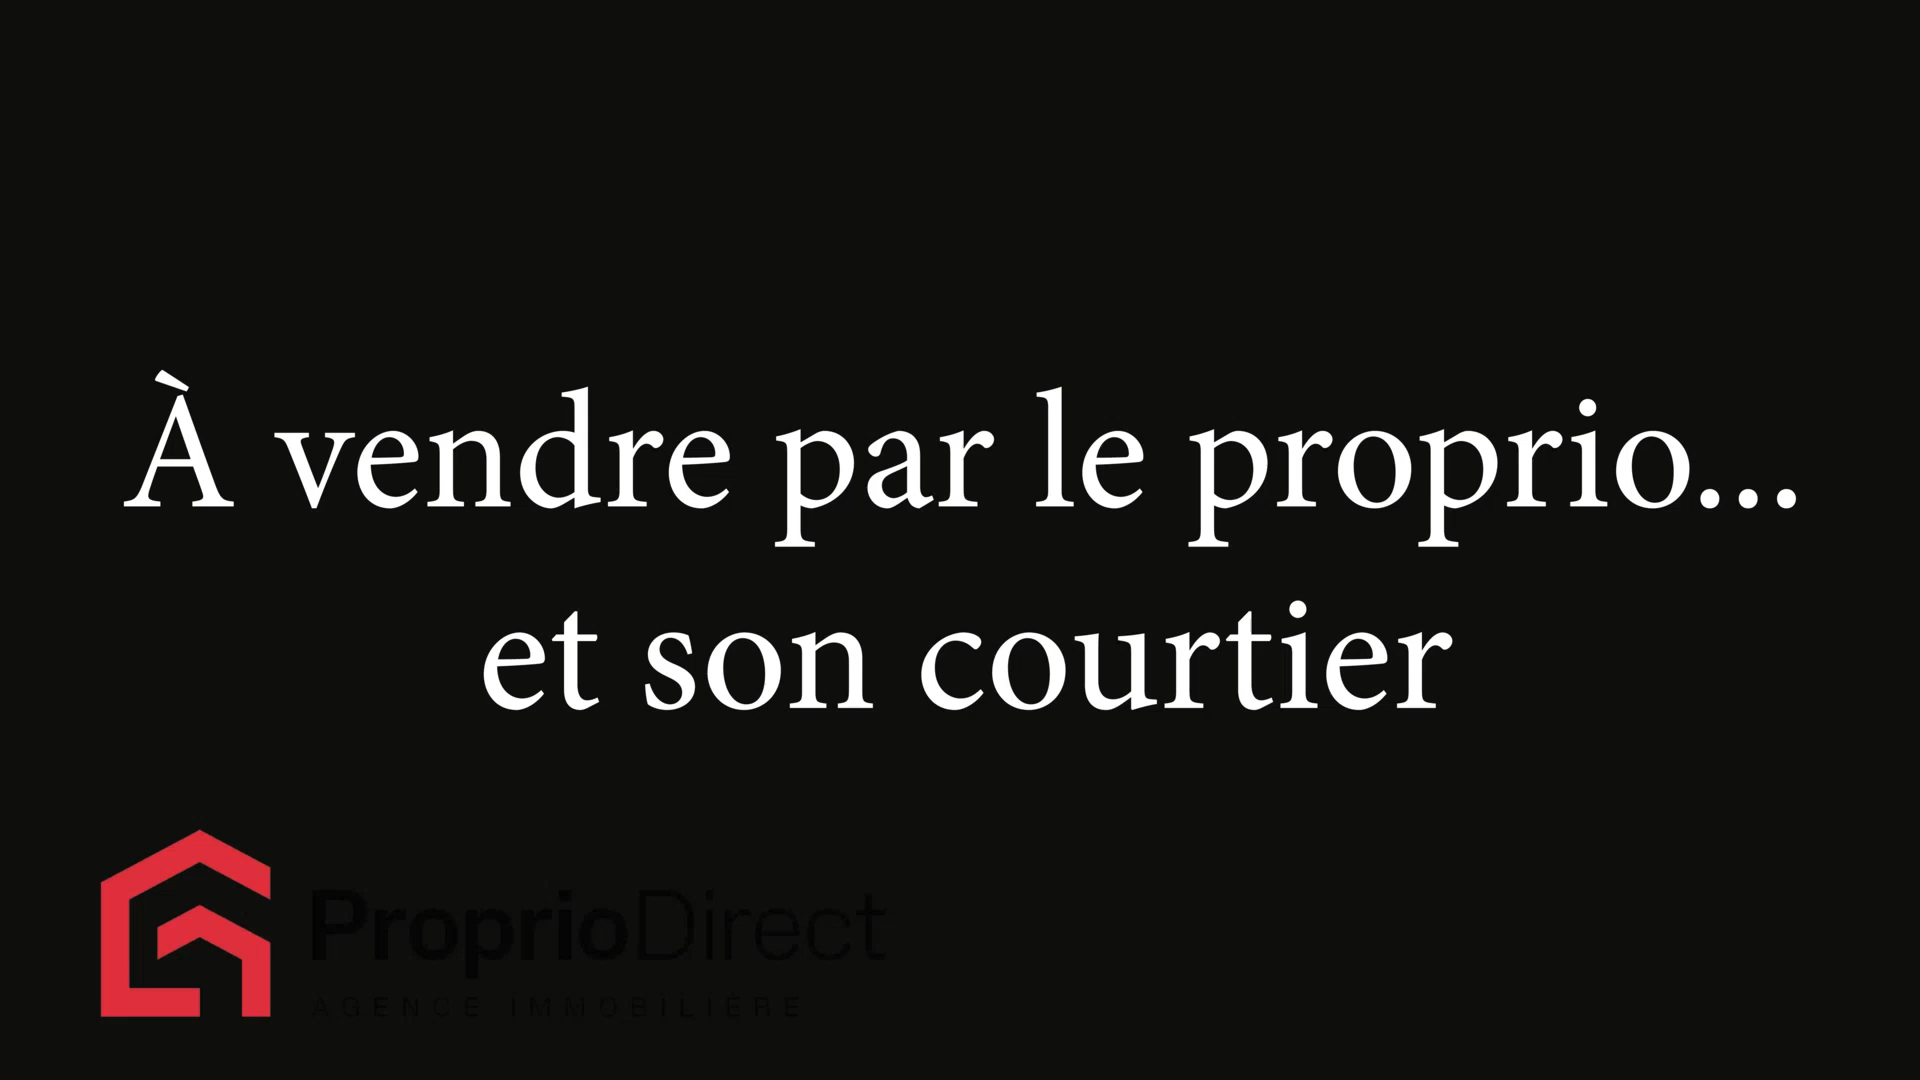 À vendre par le proprio...
et son courtier
ProprioDirect
AGENCE IMMOBILIÈRE